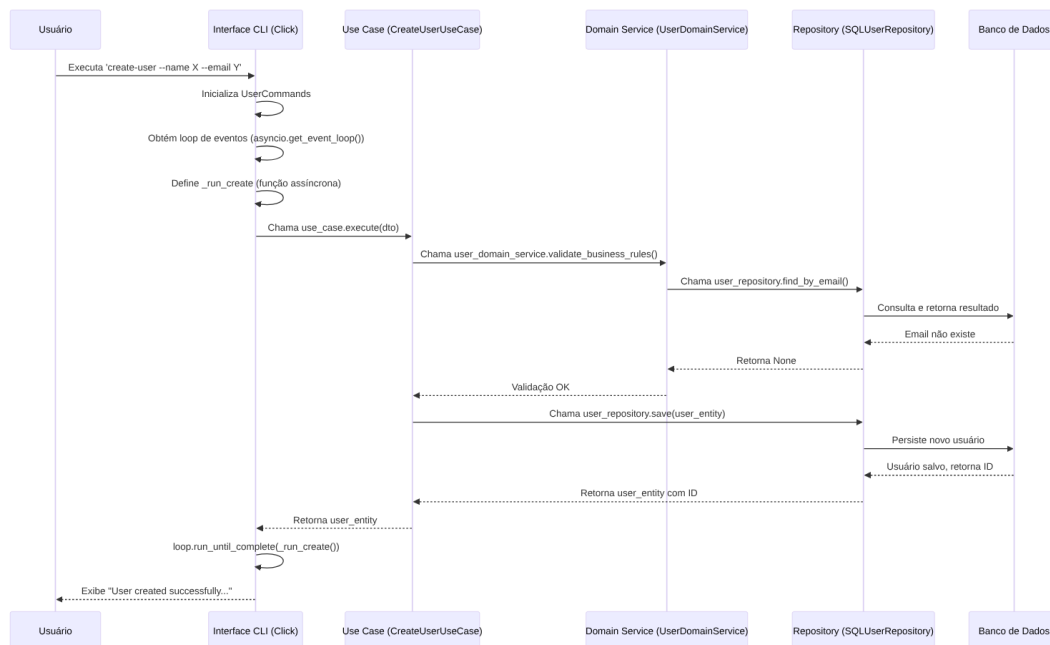 Usuário
Interface CLI (Click)
Use Case (CreateUserUseCase)
Domain Service (UserDomainService)
Repository (SQLUserRepository)
Banco de Dados
Executa 'create-user --name X --email Y'
Inicializa UserCommands
Obtém loop de eventos (asyncio.get_event_loop())
Define _run_create (função assíncrona)
Chama use_case.execute(dto)
Chama user_domain_service.validate_business_rules()
Chama user_repository.find_by_email()
Consulta e retorna resultado
Email não existe
Retorna None
Validação OK
Chama user_repository.save(user_entity)
Persiste novo usuário
Usuário salvo, retorna ID
Retorna user_entity com ID
Retorna user_entity
loop.run_until_complete(_run_create())
Exibe "User created successfully..."
Usuário
Interface CLI (Click)
Use Case (CreateUserUseCase)
Domain Service (UserDomainService)
Repository (SQLUserRepository)
Banco de Dados